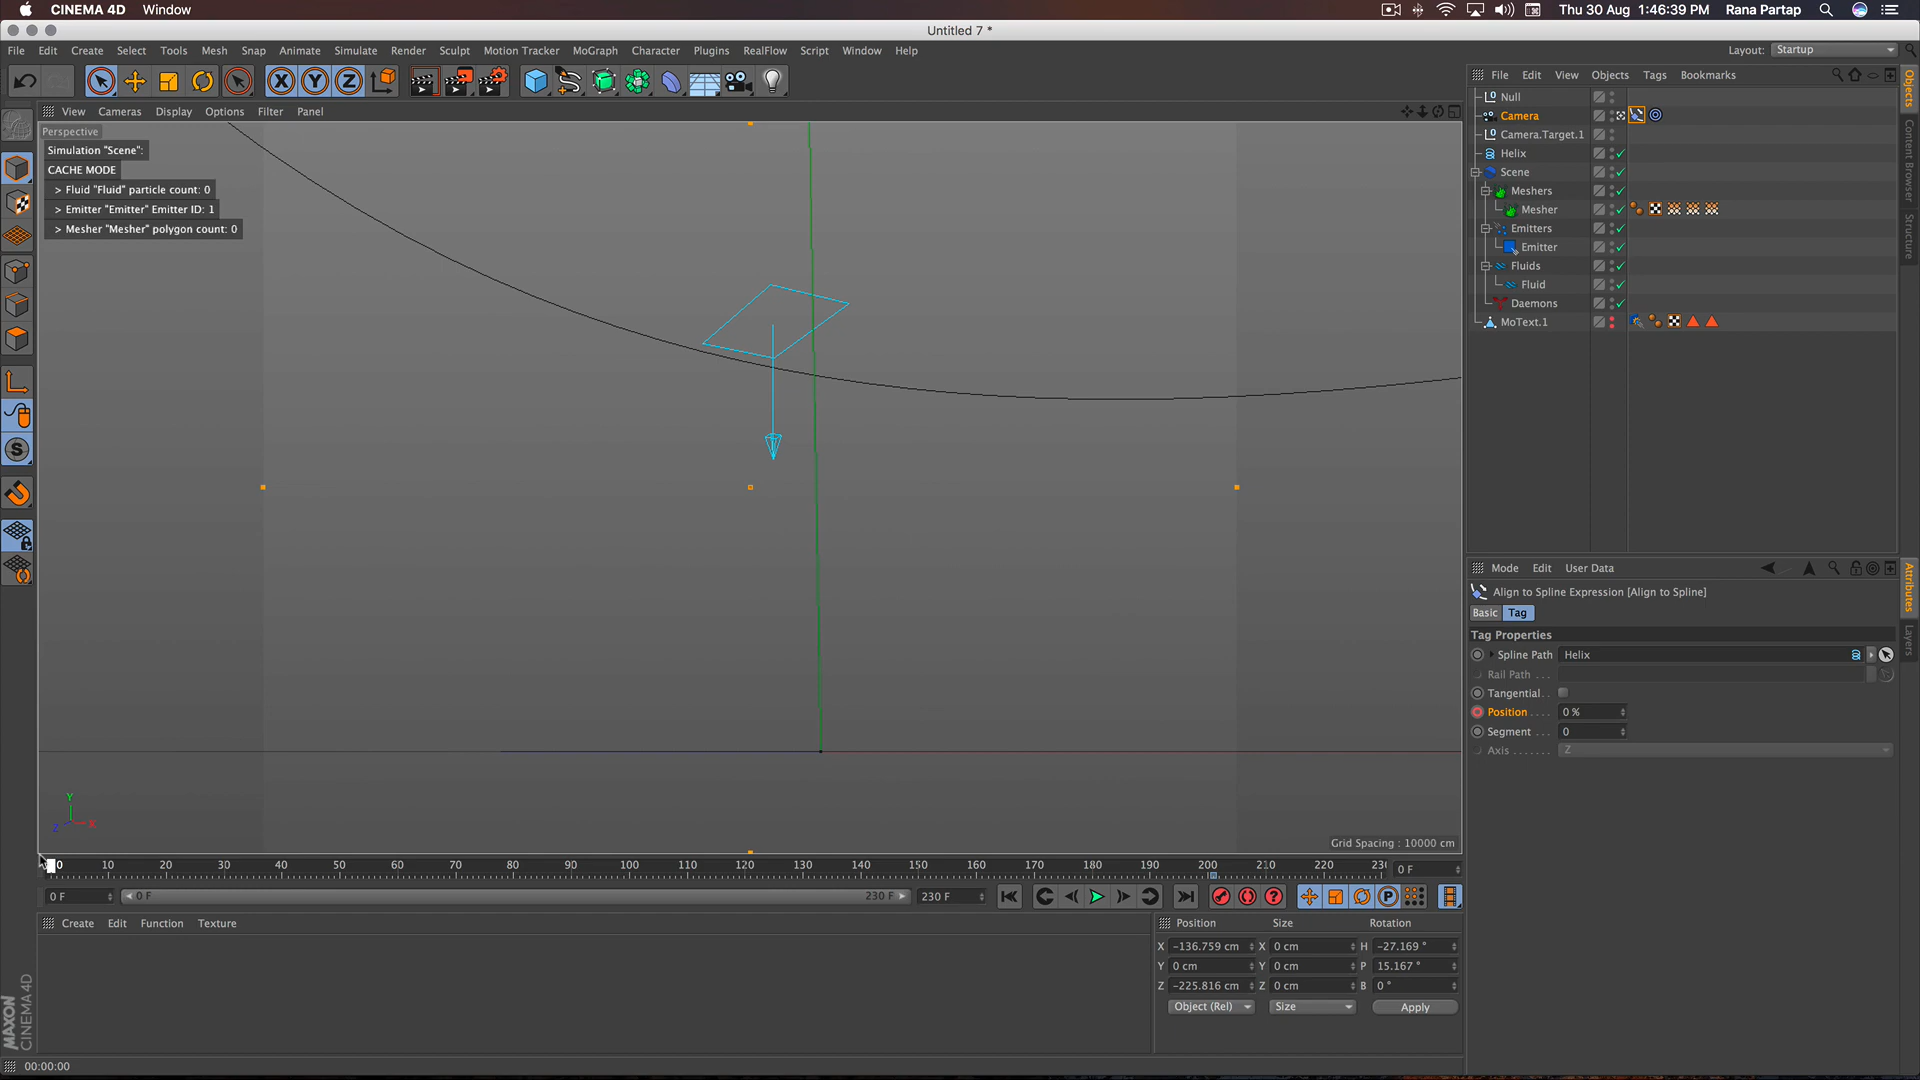 CINEMA 4D Window
Thu 30 Aug 1:46:39 PM Rana Partap
Untitled 7 *
File Edit Create Select Tools Mesh Snap Animate Simulate Render Sculpt Motion Tracker MoGraph Character Plugins RealFlow Script Window Help
Layout: Startup
X Y Z
File Edit View Objects Tags Bookmarks
View Cameras Display Options Filter Panel
Perspective
Simulation "Scene":
CACHE MODE
> Fluid "Fluid" particle count: 0
> Emitter "Emitter" Emitter ID: 1
> Mesher "Mesher" polygon count: 0
Null
Camera
Camera.Target.1
Helix
Scene
Meshers
Mesher
Emitters
Emitter
Fluids
Fluid
Daemons
MoText.1
Objects
Content Browser
Structure
Mode Edit User Data
Align to Spline Expression [Align to Spline]
Basic Tag
Tag Properties
Spline Path Helix
Rail Path . . .
Tangential . .
Position . . . . 0 %
Segment . . . 0
Axis . . . . . . . Z
Attributes
Layers
Y
Z X
Grid Spacing : 10000 cm
0 10 20 30 40 50 60 70 80 90 100 110 120 130 140 150 160 170 180 190 200 210 220 230
0 F
0 F 0 F 230 F 230 F
Create Edit Function Texture
Position Size Rotation
X -136.759 cm X 0 cm H -27.169 °
Y 0 cm Y 0 cm P 15.167 °
Z -225.816 cm Z 0 cm B 0 °
Object (Rel) Size Apply
MAXON
CINEMA 4D
00:00:00